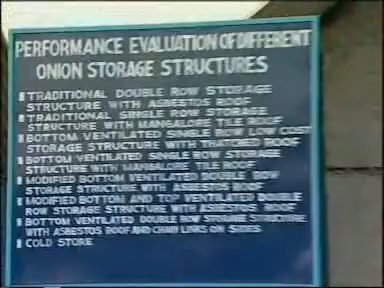 PERFORMANCE EVALUATION OF DIFFERENT
ONION STORAGE STRUCTURES
TRADITIONAL DOUBLE ROW STORAGE
STRUCTURE WITH ASBESTOS ROOF
TRADITIONAL SINGLE ROW STORAGE
STRUCTURE WITH MANGALORE TILE ROOF
BOTTOM VENTILATED SINGLE ROW LOW COST
STORAGE STRUCTURE WITH THATCHED ROOF
BOTTOM VENTILATED SINGLE ROW STORAGE
STRUCTURE WITH MANGALORE TILE ROOF
MODIFIED BOTTOM VENTILATED DOUBLE ROW
STORAGE STRUCTURE WITH ASBESTOS ROOF
MODIFIED BOTTOM AND TOP VENTILATED DOUBLE
ROW STORAGE STRUCTURE WITH ASBESTOS ROOF
BOTTOM VENTILATED DOUBLE ROW STORAGE STRUCTURE
WITH ASBESTOS ROOF AND CHAIN LINKS ON SIDES
COLD STORE